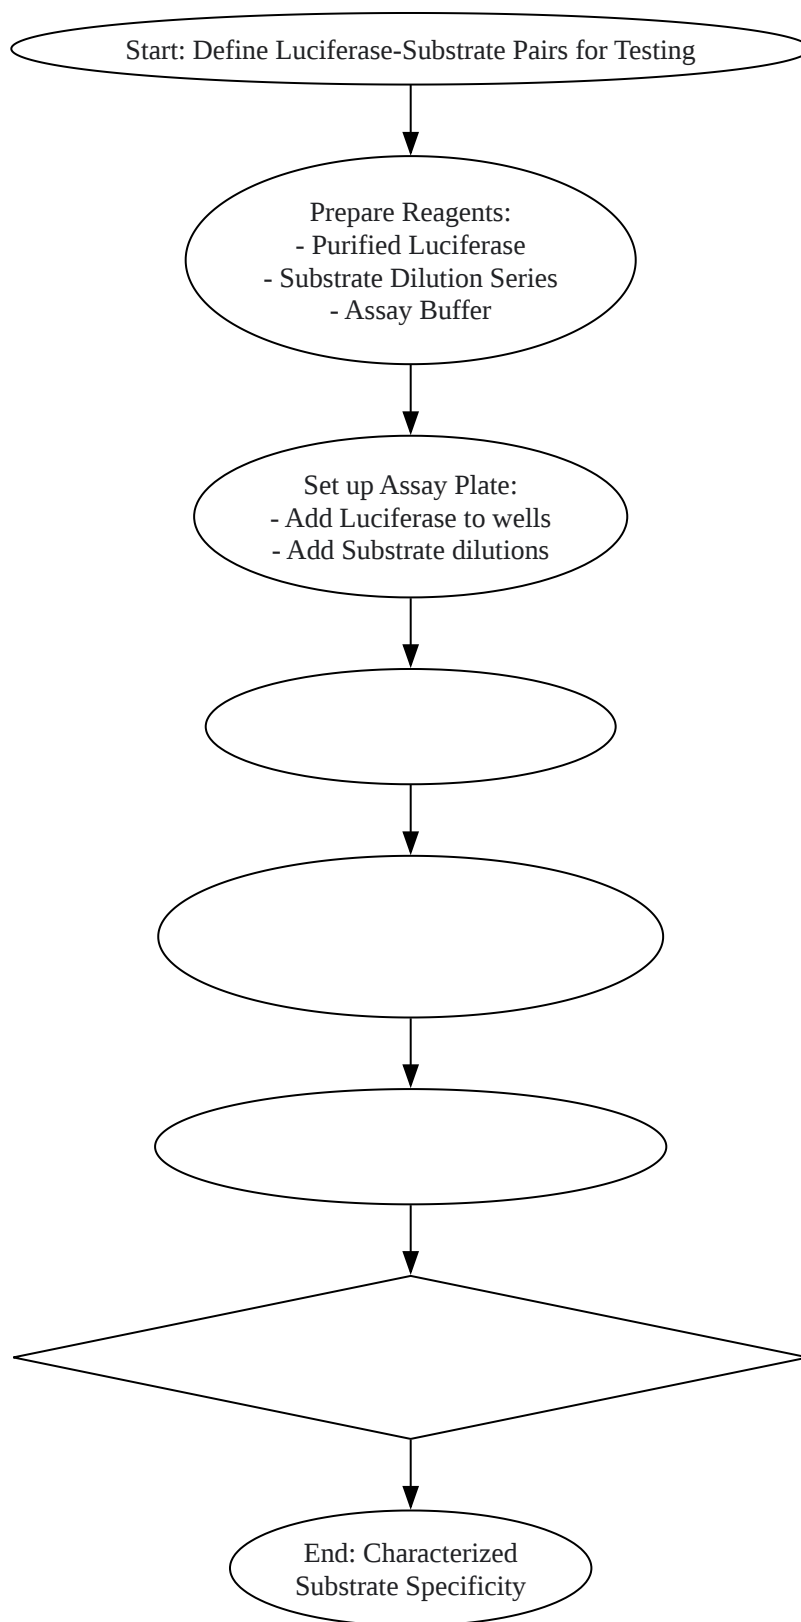 Start: Define Luciferase-Substrate Pairs for Testing
Prepare Reagents:
- Purified Luciferase
- Substrate Dilution Series
- Assay Buffer
Set up Assay Plate:
- Add Luciferase to wells
- Add Substrate dilutions
End: Characterized
Substrate Specificity